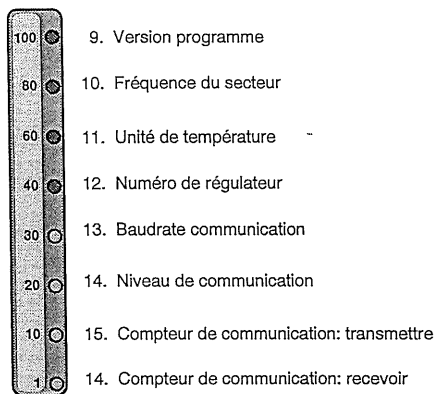 100 9. Version programme
80 10. Fréquence du secteur
60 11. Unité de température
40 12. Numéro de régulateur
30 13. Baudrate communication
20 14. Niveau de communication
10 15. Compteur de communication: transmettre
1 14. Compteur de communication: recevoir